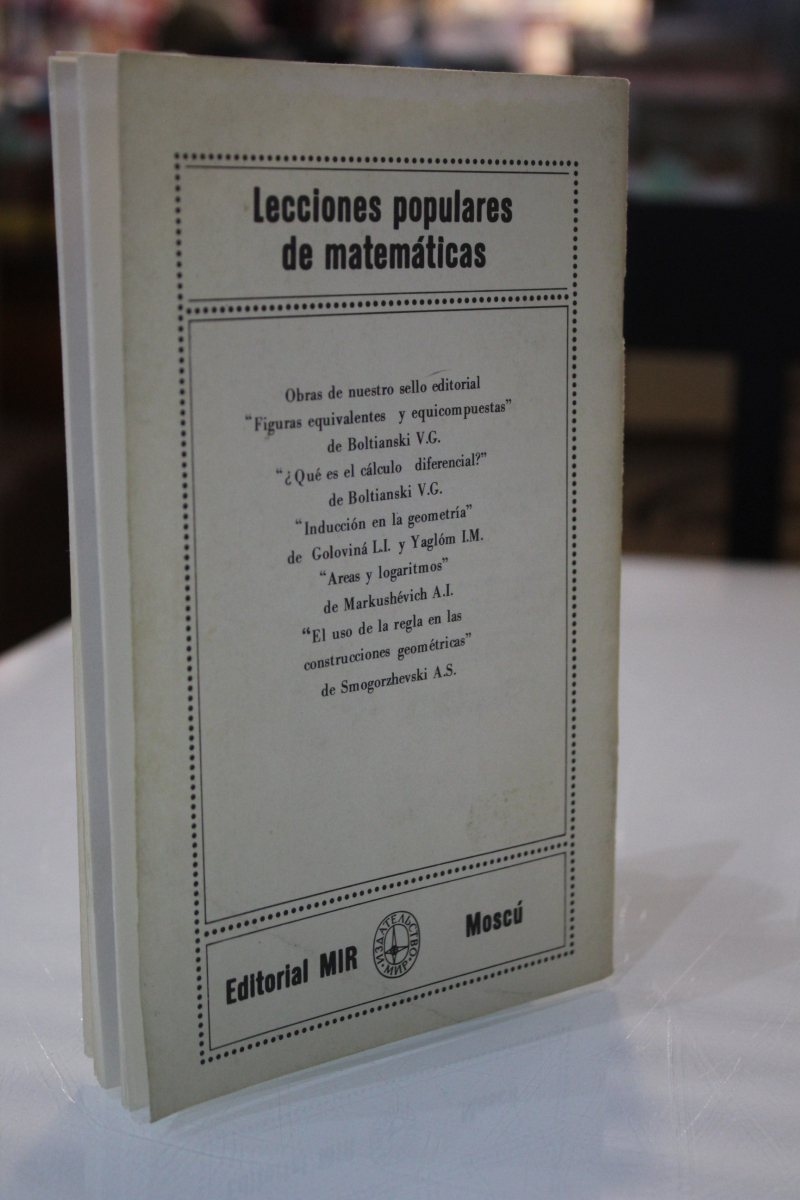 Lecciones populares
de matemáticas
Obras de nuestro sello editorial
“Figuras equivalentes y equicompuestas”
de Boltianski V.G.
“¿Qué es el cálculo diferencial?”
de Boltianski V.G.
“Inducción en la geometría”
de Goloviná L.I. y Yaglóm I.M.
“Areas y logaritmos”
de Markushévich A.I.
“El uso de la regla en las
construcciones geométricas”
de Smogorzhevski A.S.
Editorial MIR
ИЗДАТЕЛЬСТВО
МИР
Moscú